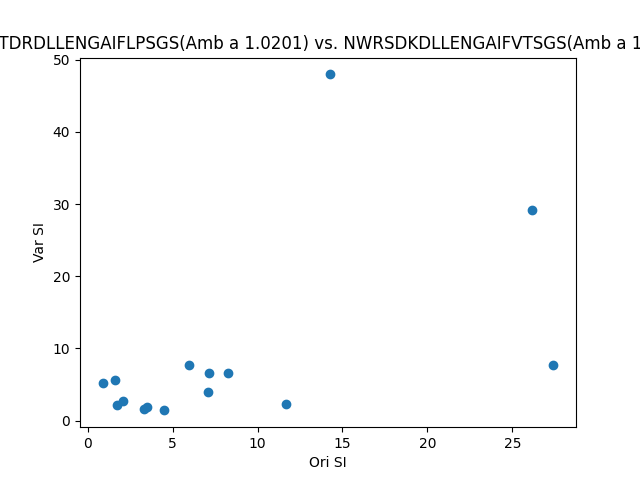 TDRDLLENGAIFLPSGS(Amb a 1.0201) vs. NWRSDKDLLENGAIFVTSGS(Amb a 1
50
40
30
20
10
0
Var SI
0 5 10 15 20 25
Ori SI